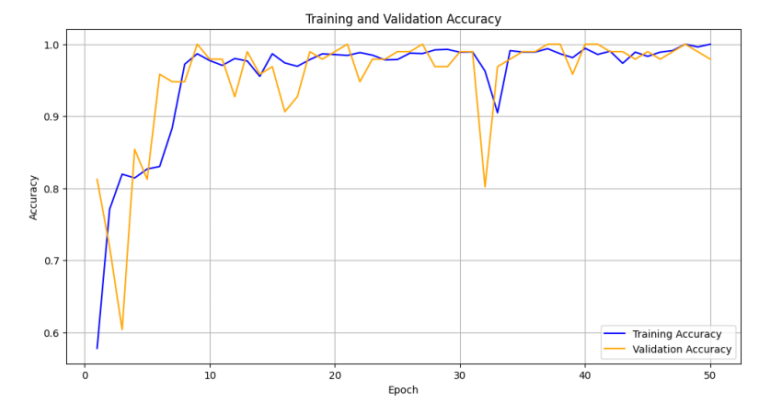 Training and Validation Accuracy
1.0
0.9
0.8
0.7
0.6
Accuracy
0
10
20
30
40
50
Epoch
Training Accuracy
Validation Accuracy